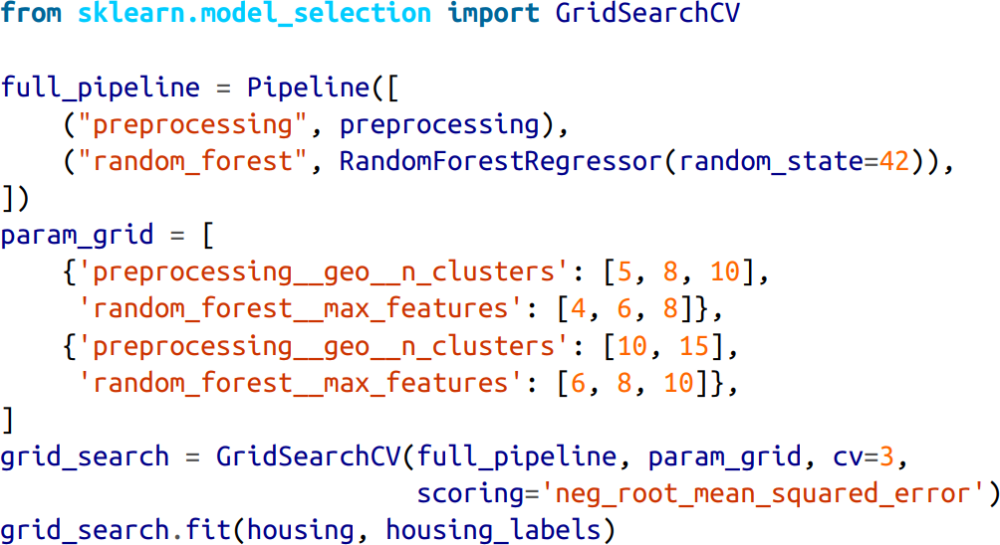 from sklearn.model_selection import GridSearchCV

full_pipeline = Pipeline([
    ("preprocessing", preprocessing),
    ("random_forest", RandomForestRegressor(random_state=42)),
])
param_grid = [
    {'preprocessing__geo__n_clusters': [5, 8, 10],
     'random_forest__max_features': [4, 6, 8]},
    {'preprocessing__geo__n_clusters': [10, 15],
     'random_forest__max_features': [6, 8, 10]},
]
grid_search = GridSearchCV(full_pipeline, param_grid, cv=3,
                           scoring='neg_root_mean_squared_error')
grid_search.fit(housing, housing_labels)